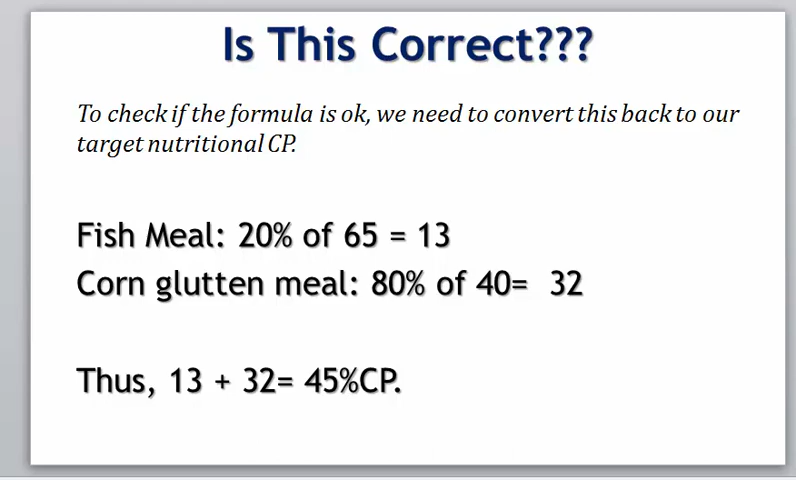 Is This Correct???
To check if the formula is ok, we need to convert this back to our
target nutritional CP.
Fish Meal: 20% of 65 = 13
Corn glutten meal: 80% of 40= 32
Thus, 13 + 32= 45%CP.